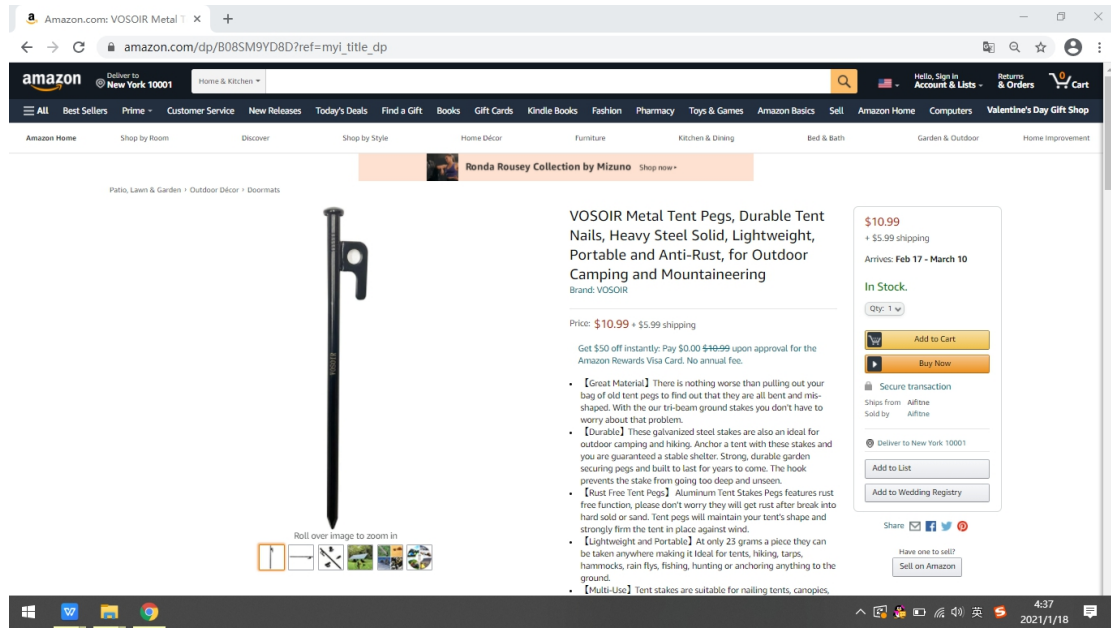 Amazon.com: VOSOIR Metal T
amazon.com/dp/B08SM9YD8D?ref=myi_title_dp
amazon
Deliver to
New York 10001
Home & Kitchen
Hello, Sign in
Account & Lists
Returns
& Orders
0
Cart
All Best Sellers Prime Customer Service New Releases Today's Deals Find a Gift Books Gift Cards Kindle Books Fashion Pharmacy Toys & Games Amazon Basics Sell Amazon Home Computers Valentine's Day Gift Shop
Amazon Home Shop by Room Discover Shop by Style Home Décor Furniture Kitchen & Dining Bed & Bath Garden & Outdoor Home Improvement
Ronda Rousey Collection by Mizuno Shop now
Patio, Lawn & Garden › Outdoor Décor › Doormats
VOSOIR
Roll over image to zoom in
VOSOIR Metal Tent Pegs, Durable Tent
Nails, Heavy Steel Solid, Lightweight,
Portable and Anti-Rust, for Outdoor
Camping and Mountaineering
Brand: VOSOIR
Price: $10.99 + $5.99 shipping
Get $50 off instantly: Pay $0.00 $10.99 upon approval for the
Amazon Rewards Visa Card. No annual fee.
• 【Great Material】There is nothing worse than pulling out your
bag of old tent pegs to find out that they are all bent and mis-
shaped. With the our tri-beam ground stakes you don't have to
worry about that problem.
• 【Durable】These galvanized steel stakes are also an ideal for
outdoor camping and hiking. Anchor a tent with these stakes and
you are guaranteed a stable shelter. Strong, durable garden
securing pegs and built to last for years to come. The hook
prevents the stake from going too deep and unseen.
• 【Rust Free Tent Pegs】Aluminum Tent Stakes Pegs features rust
free function, please don't worry they will get rust after break into
hard sold or sand. Tent pegs will maintain your tent's shape and
strongly firm the tent in place against wind.
• 【Lightweight and Portable】At only 23 grams a piece they can
be taken anywhere making it Ideal for tents, hiking, tarps,
hammocks, rain flys, fishing, hunting or anchoring anything to the
ground.
• 【Multi-Use】Tent stakes are suitable for nailing tents, canopies,
$10.99
+ $5.99 shipping
Arrives: Feb 17 - March 10
In Stock.
Qty: 1
Add to Cart
Buy Now
Secure transaction
Ships from Aifitne
Sold by Aifitne
Deliver to New York 10001
Add to List
Add to Wedding Registry
Share
Have one to sell?
Sell on Amazon
英
4:37
2021/1/18